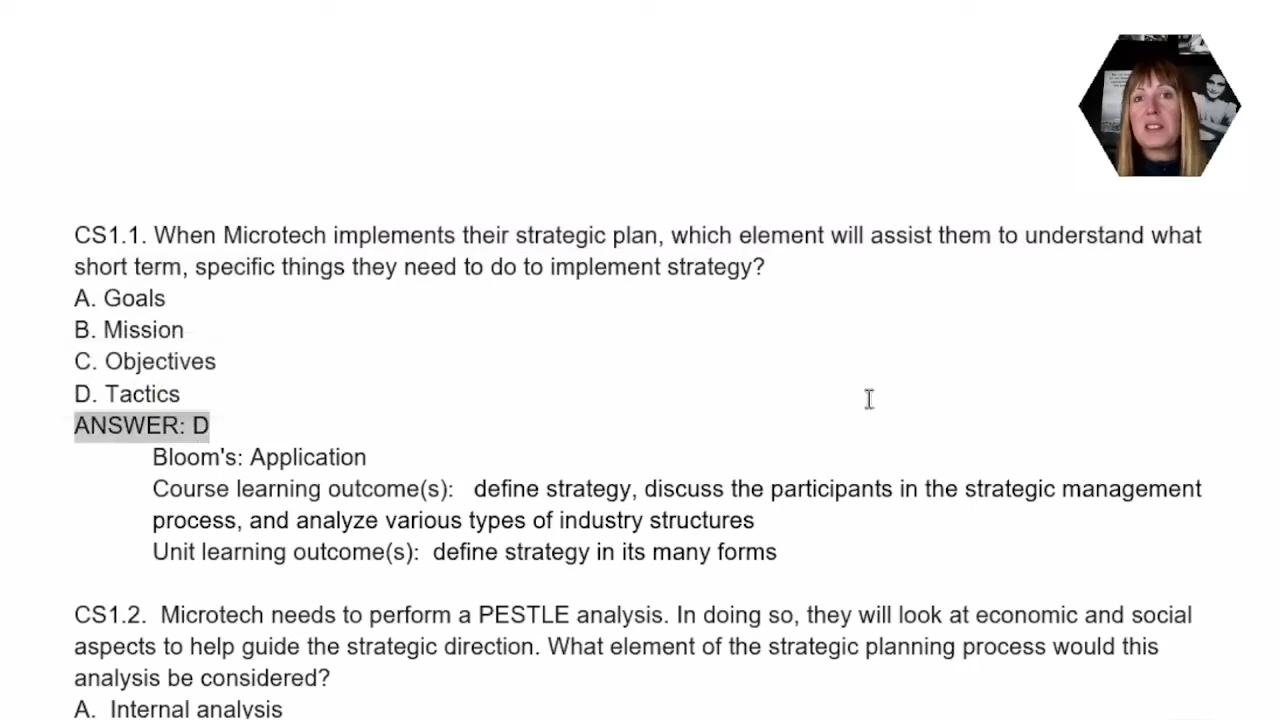 CS1.1. When Microtech implements their strategic plan, which element will assist them to understand what
short term, specific things they need to do to implement strategy?
A. Goals
B. Mission
C. Objectives
D. Tactics
ANSWER: D
Bloom's: Application
Course learning outcome(s):   define strategy, discuss the participants in the strategic management
process, and analyze various types of industry structures
Unit learning outcome(s):  define strategy in its many forms
CS1.2.  Microtech needs to perform a PESTLE analysis. In doing so, they will look at economic and social
aspects to help guide the strategic direction. What element of the strategic planning process would this
analysis be considered?
A.  Internal analysis